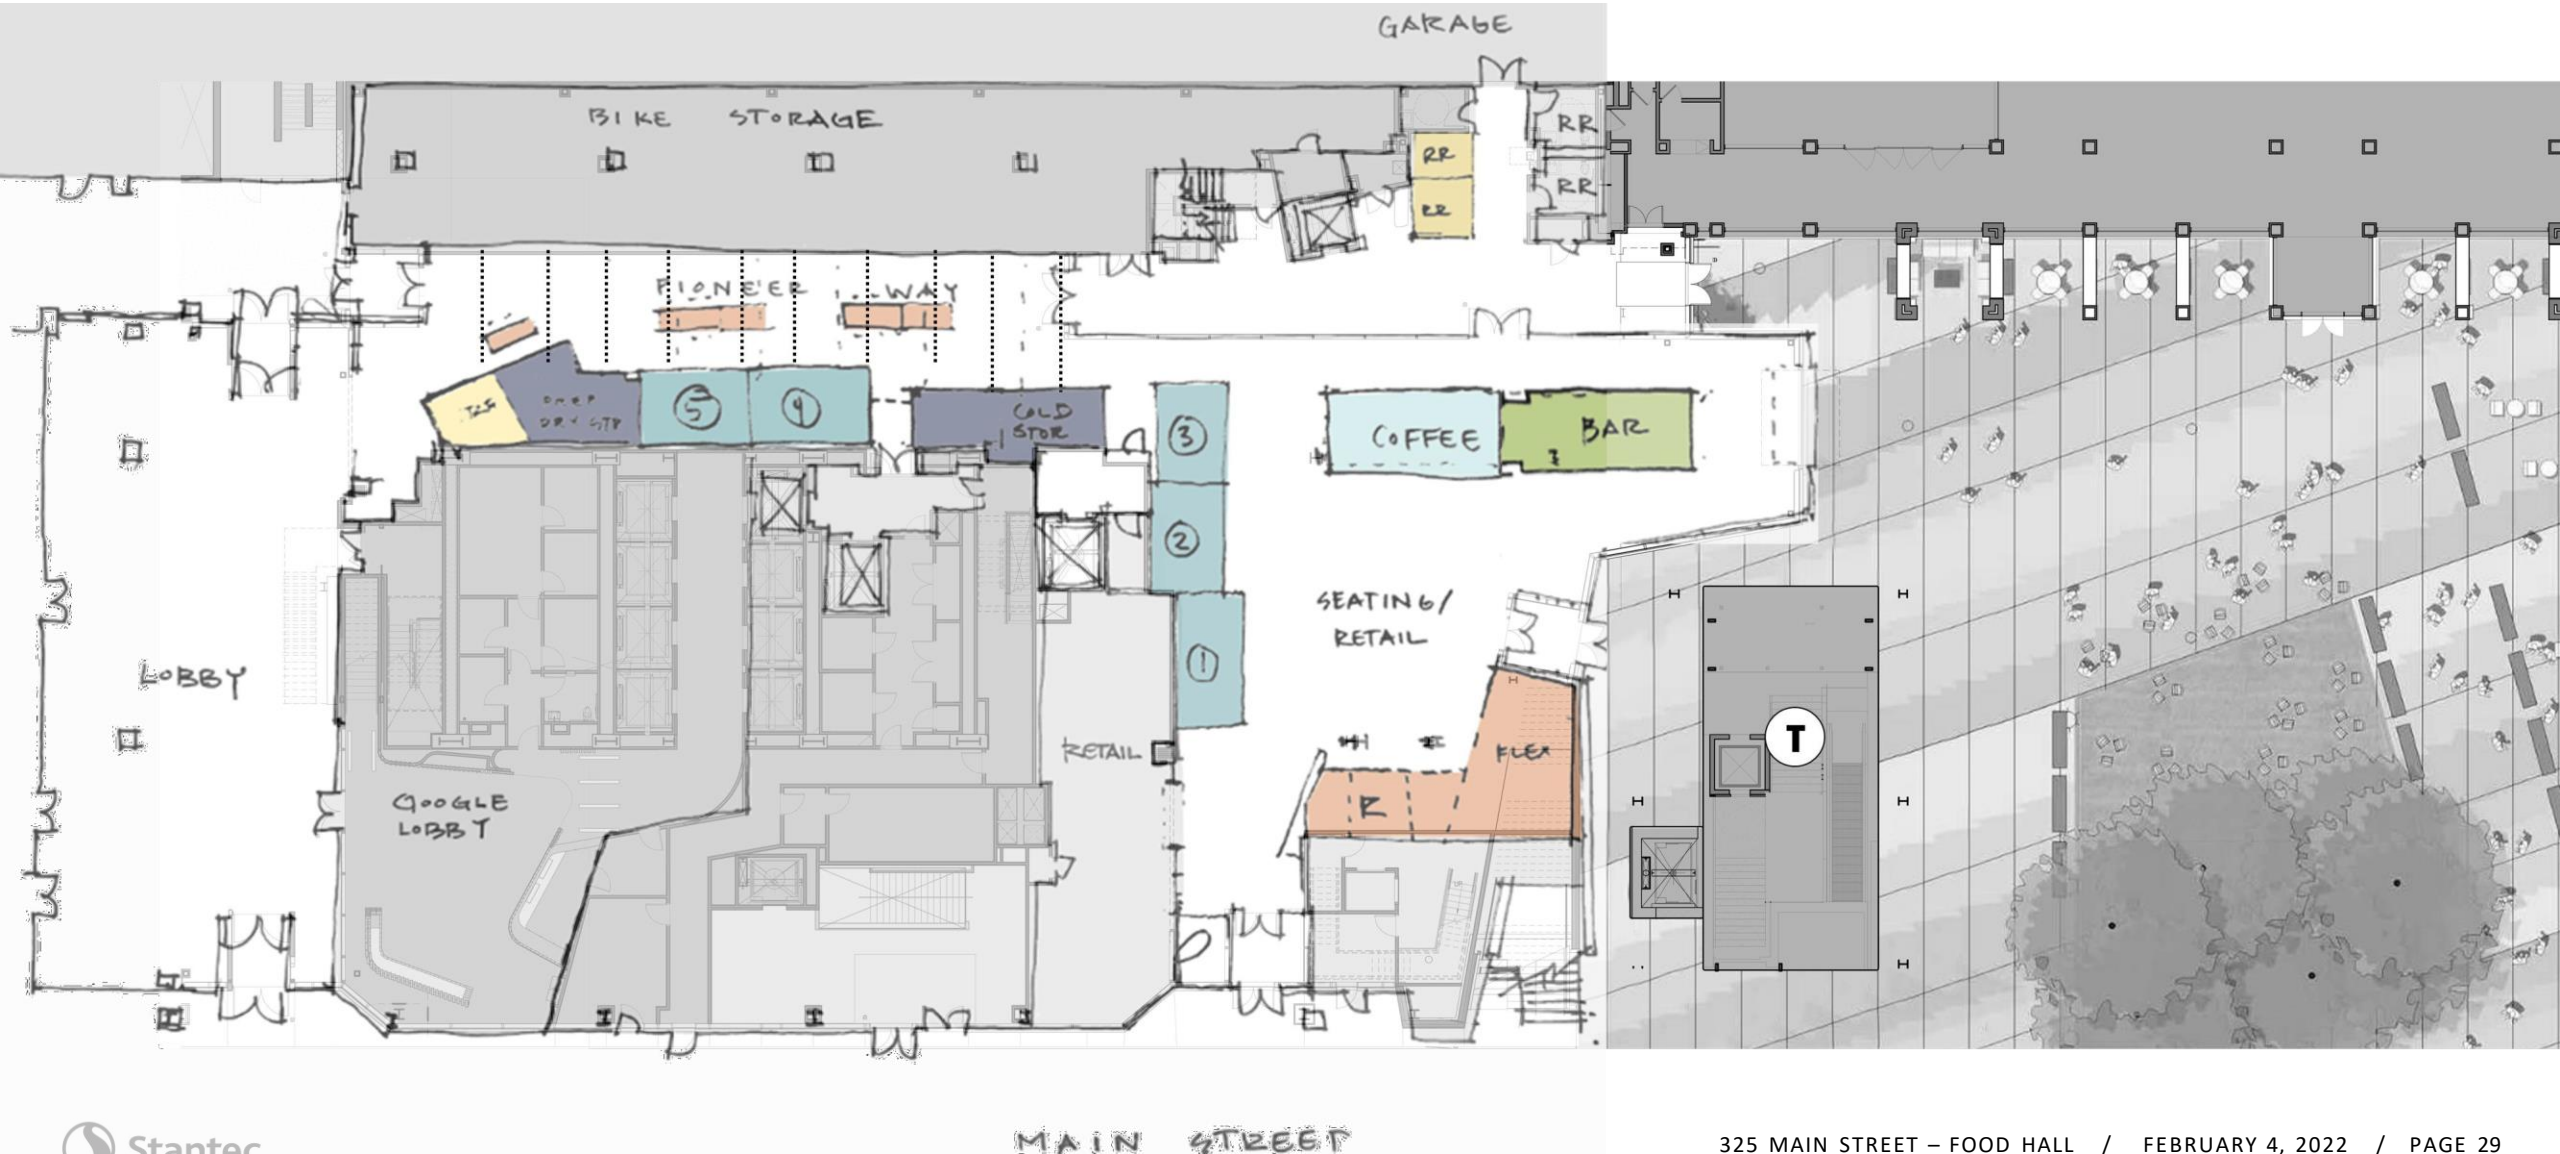 GARAGE
BIKE STORAGE
RR
RR
RR
RR
PIONEER WAY
5
4
COLD
STOR
3
COFFEE
BAR
2
SEATING/
RETAIL
1
LOBBY
T
RETAIL
FLEX
R
GOOGLE
LOBBY
MAIN STREET
Stantec
325 MAIN STREET – FOOD HALL / FEBRUARY 4, 2022 / PAGE 29